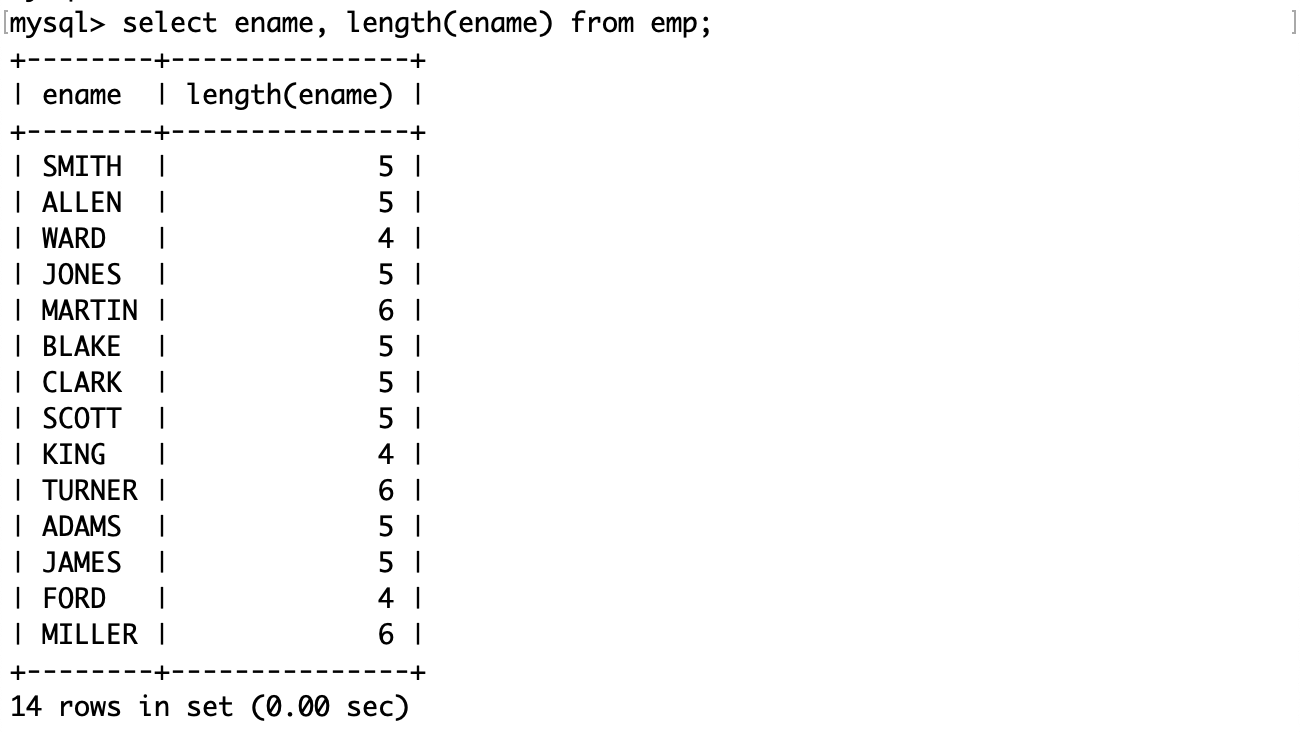 [mysql> select ename, length(ename) from emp; ]
+--------+---------------+
| ename  | length(ename) |
+--------+---------------+
| SMITH  |             5 |
| ALLEN  |             5 |
| WARD   |             4 |
| JONES  |             5 |
| MARTIN |             6 |
| BLAKE  |             5 |
| CLARK  |             5 |
| SCOTT  |             5 |
| KING   |             4 |
| TURNER |             6 |
| ADAMS  |             5 |
| JAMES  |             5 |
| FORD   |             4 |
| MILLER |             6 |
+--------+---------------+
14 rows in set (0.00 sec)